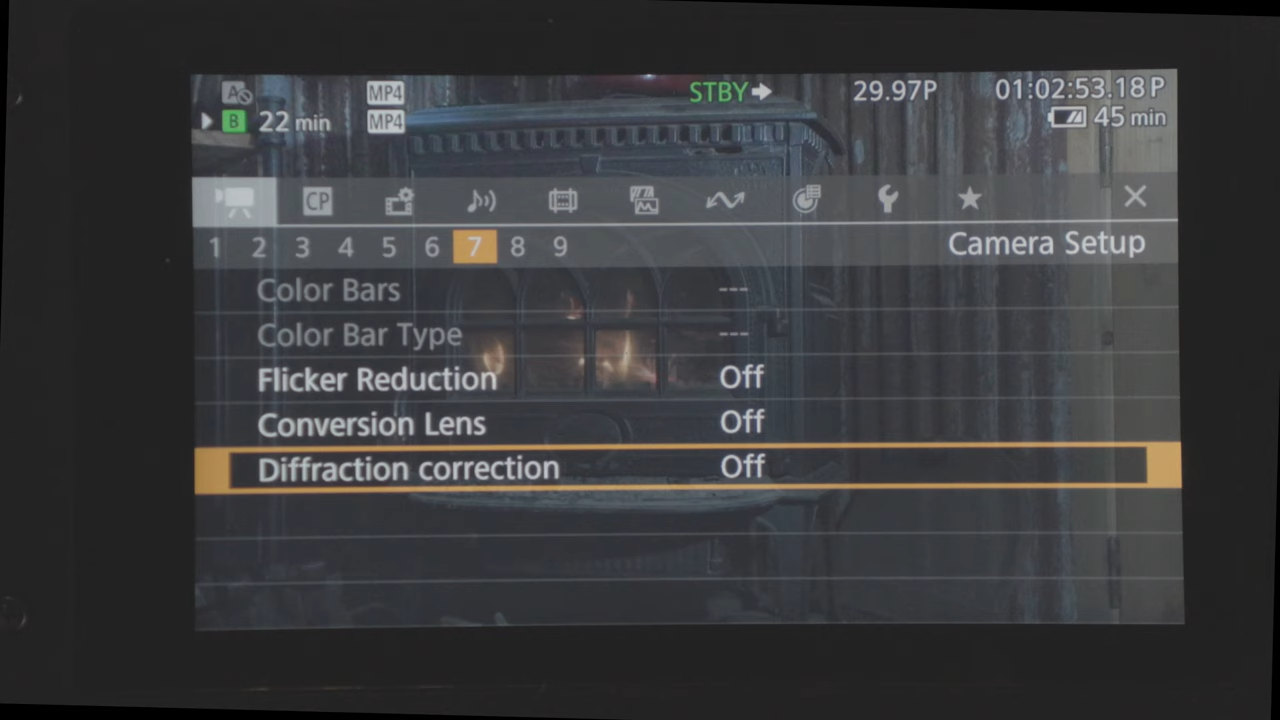 A MP4 STBY 29.97P 01:02:53.18P
B 22 min MP4 45 min
CP
1 2 3 4 5 6 7 8 9 Camera Setup
Color Bars ---
Color Bar Type ---
Flicker Reduction Off
Conversion Lens Off
Diffraction correction Off